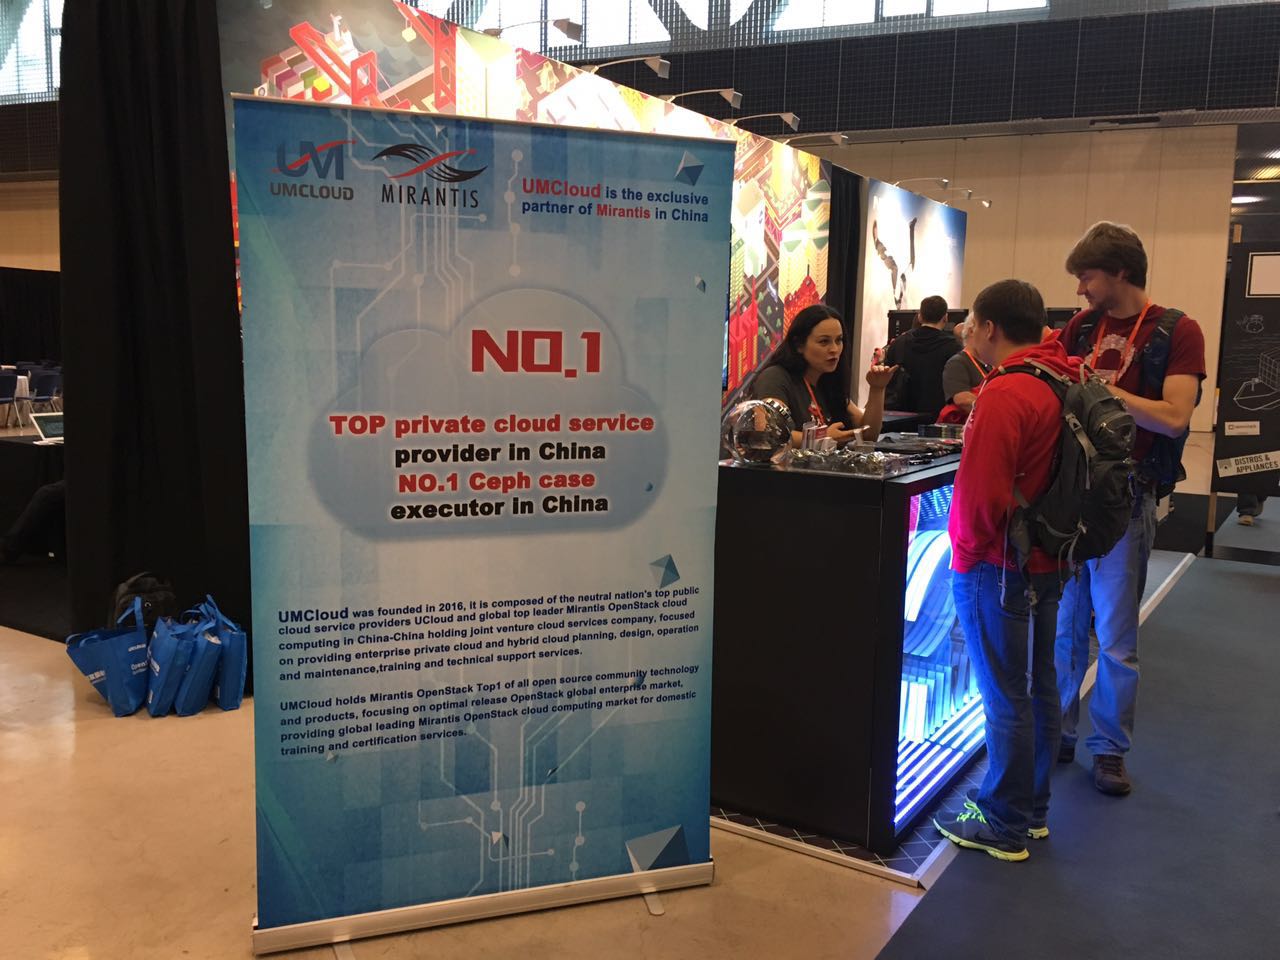 UM
UMCLOUD
MIRANTIS
UMCloud is the exclusive
partner of Mirantis in China
NO.1
TOP private cloud service
provider in China
NO.1 Ceph case
executor in China
UMCloud was founded in 2016, it is composed of the neutral nation's top public
cloud service providers UCloud and global top leader Mirantis OpenStack cloud
computing in China-China holding joint venture cloud services company, focused
on providing enterprise private cloud and hybrid cloud planning, design, operation
and maintenance,training and technical support services.
UMCloud holds Mirantis OpenStack Top1 of all open source community technology
and products, focusing on optimal release OpenStack global enterprise market,
providing global leading Mirantis OpenStack cloud computing market for domestic
training and certification services.
openstack
DISTROS &
APPLIANCES